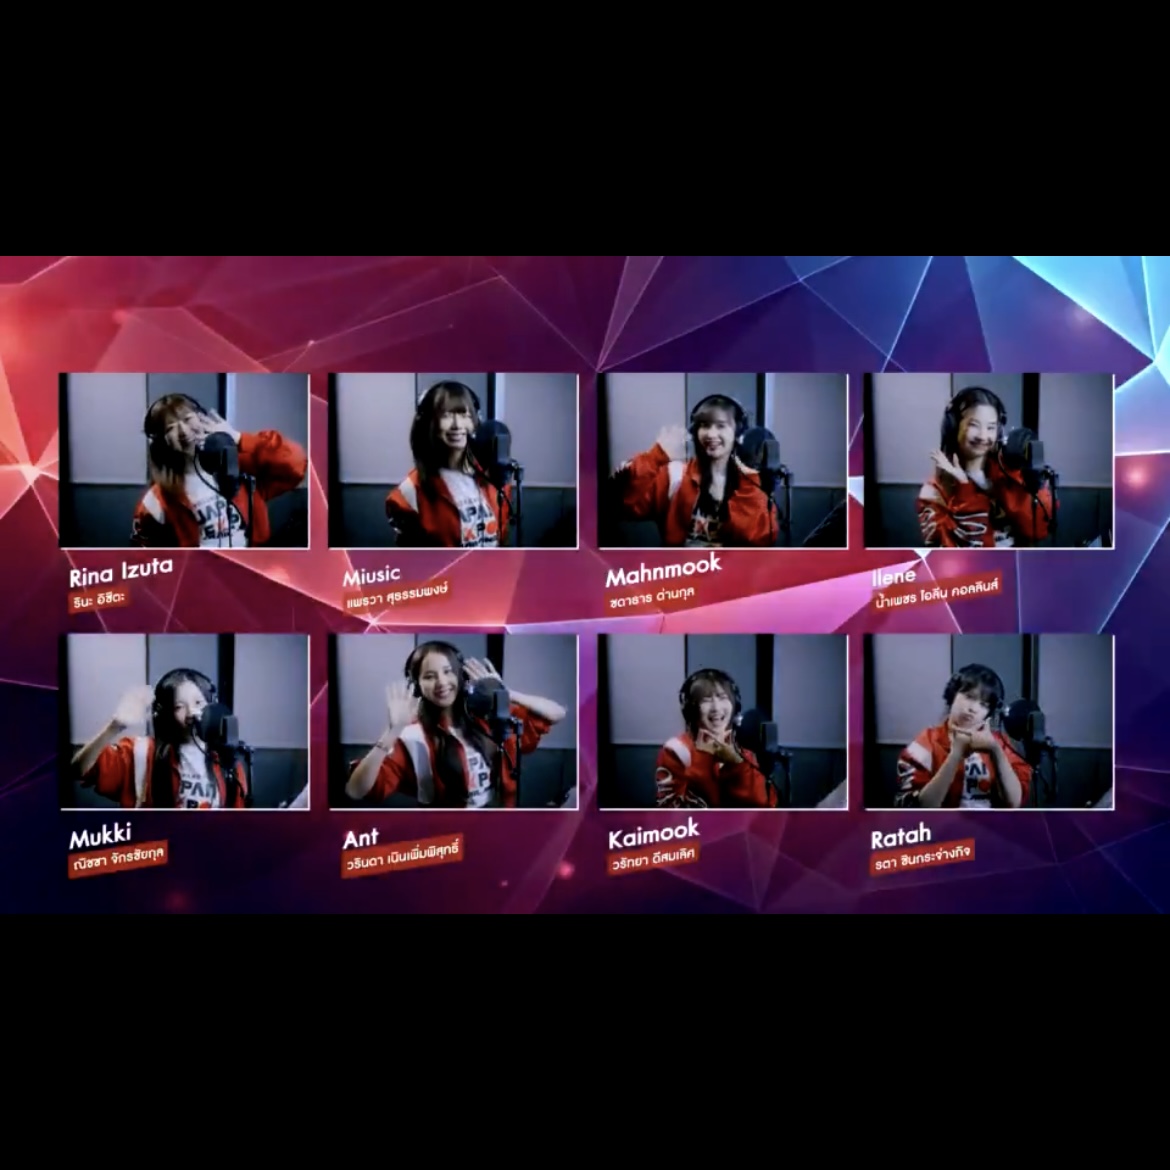 Rina Izuta
รินะ อิซึตะ
Miusic
แพรวา สุธรรมพงษ์
Mahnmook
ชดาธาร ด่านกุล
Ilene
น้ำเพชร ไอลีน คอลลินส์
Mukki
ณิชชา จักรชัยกุล
Ant
วรินดา เนินเพิ่มพิสุทธิ์
Kaimook
วรัทยา ดีสมเลิศ
Ratah
รตา ชินกระจ่างกิจ